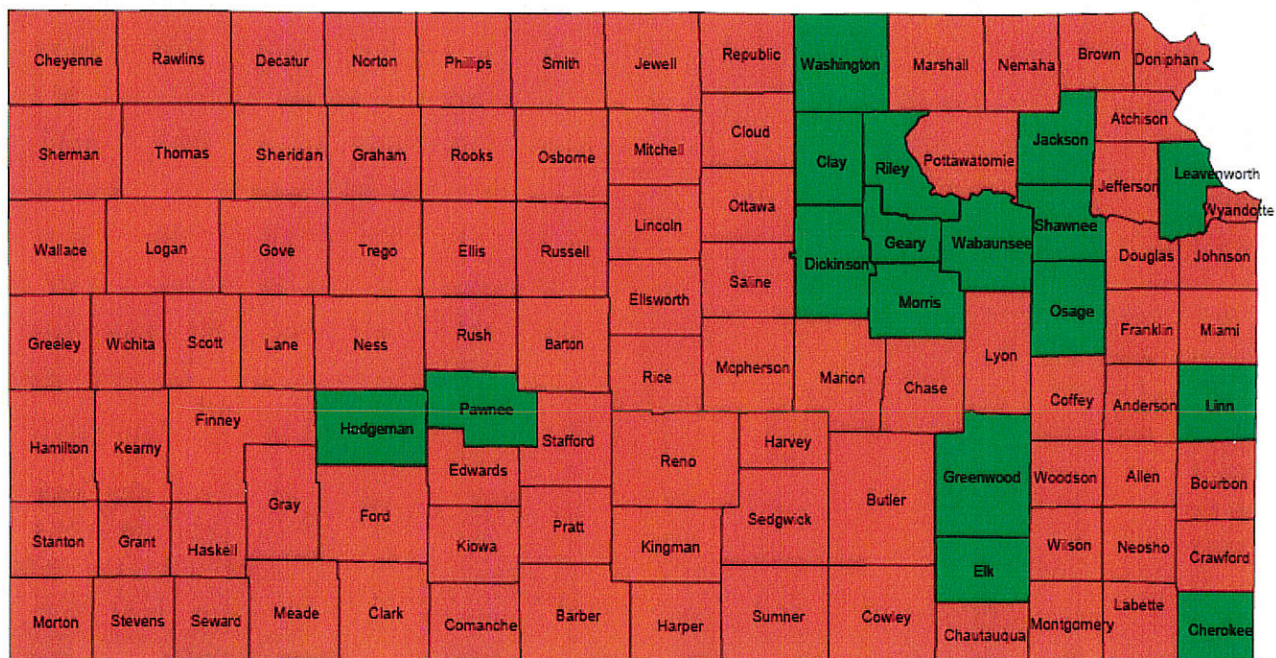 Cheyenne
Rawlins
Decatur
Norton
Phillips
Smith
Jewell
Republic
Washington
Marshall
Nemaha
Brown
Doniphan
Sherman
Thomas
Sheridan
Graham
Rooks
Osborne
Mitchell
Cloud
Clay
Riley
Pottawatomie
Jackson
Atchison
Jefferson
Leavenworth
Wyandotte
Wallace
Logan
Gove
Trego
Ellis
Russell
Lincoln
Ottawa
Dickinson
Geary
Wabaunsee
Shawnee
Douglas
Johnson
Ellsworth
Saline
Morris
Osage
Franklin
Miami
Greeley
Wichita
Scott
Lane
Ness
Rush
Barton
Rice
Mcpherson
Marion
Chase
Lyon
Coffey
Anderson
Linn
Hamilton
Kearny
Finney
Hodgeman
Pawnee
Stafford
Edwards
Reno
Harvey
Butler
Greenwood
Woodson
Allen
Bourbon
Gray
Ford
Pratt
Sedgwick
Kiowa
Kingman
Stanton
Grant
Haskell
Wilson
Neosho
Crawford
Elk
Morton
Stevens
Seward
Meade
Clark
Comanche
Barber
Harper
Sumner
Cowley
Chautauqua
Montgomery
Labette
Cherokee